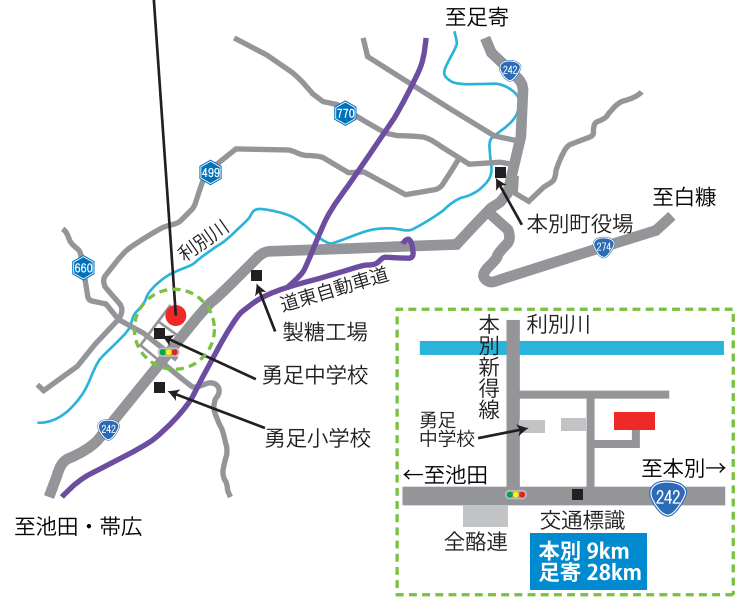 至足寄
242
770
499
至白糠
本別町役場
利別川
274
660
道東自動車道
製糖工場
勇足中学校
242
勇足小学校
至池田・帯広
本別新得線
利別川
勇足
中学校
←至池田
至本別→
242
全酪連
交通標識
本別 9km
足寄 28km